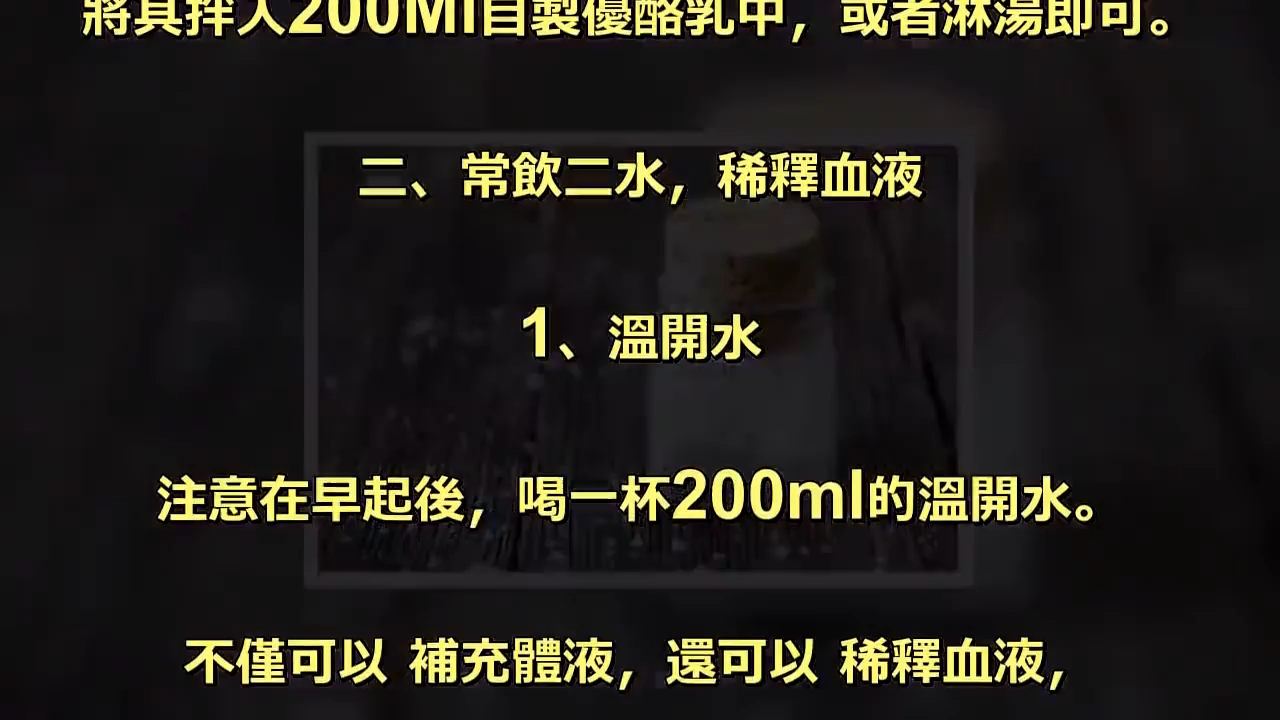 將其拌入200Ml自製優酪乳中，或者淋湯即可。
二、常飲二水，稀釋血液
1、溫開水
注意在早起後，喝一杯200ml的溫開水。
不僅可以 補充體液，還可以 稀釋血液，